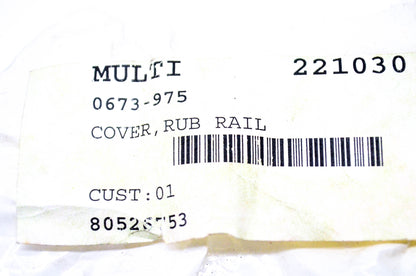 MULTI 221030
0673-975
COVER, RUB RAIL
CUST:01